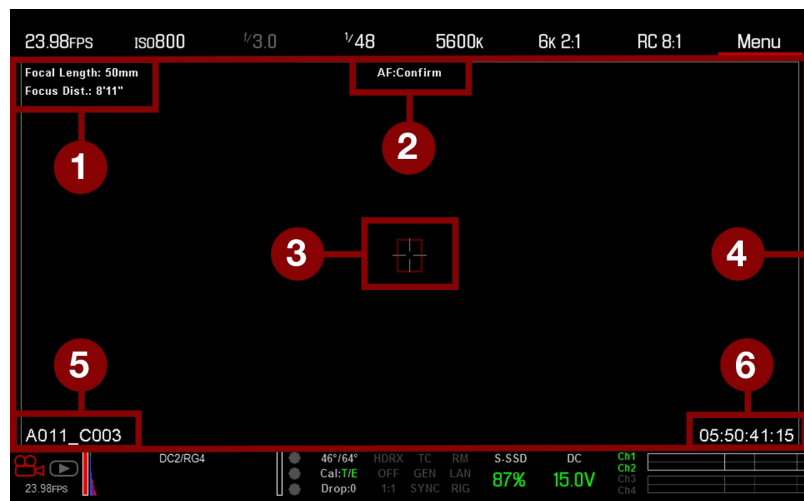 23.98FPS ISO800 f/3.0 1/48 5600K 6K 2:1 RC 8:1 Menu
Focal Length: 50mm
Focus Dist.: 8'11"
AF:Confirm
1
2
3
4
5
6
A011_C003
05:50:41:15
DC2/RG4
46°/64° HDRX TC RM S-SSD DC Ch1
Cal:T/E OFF GEN LAN 87% 15.0V Ch2
Ch3
23.98FPS Drop:0 1:1 SYNC RIG Ch4